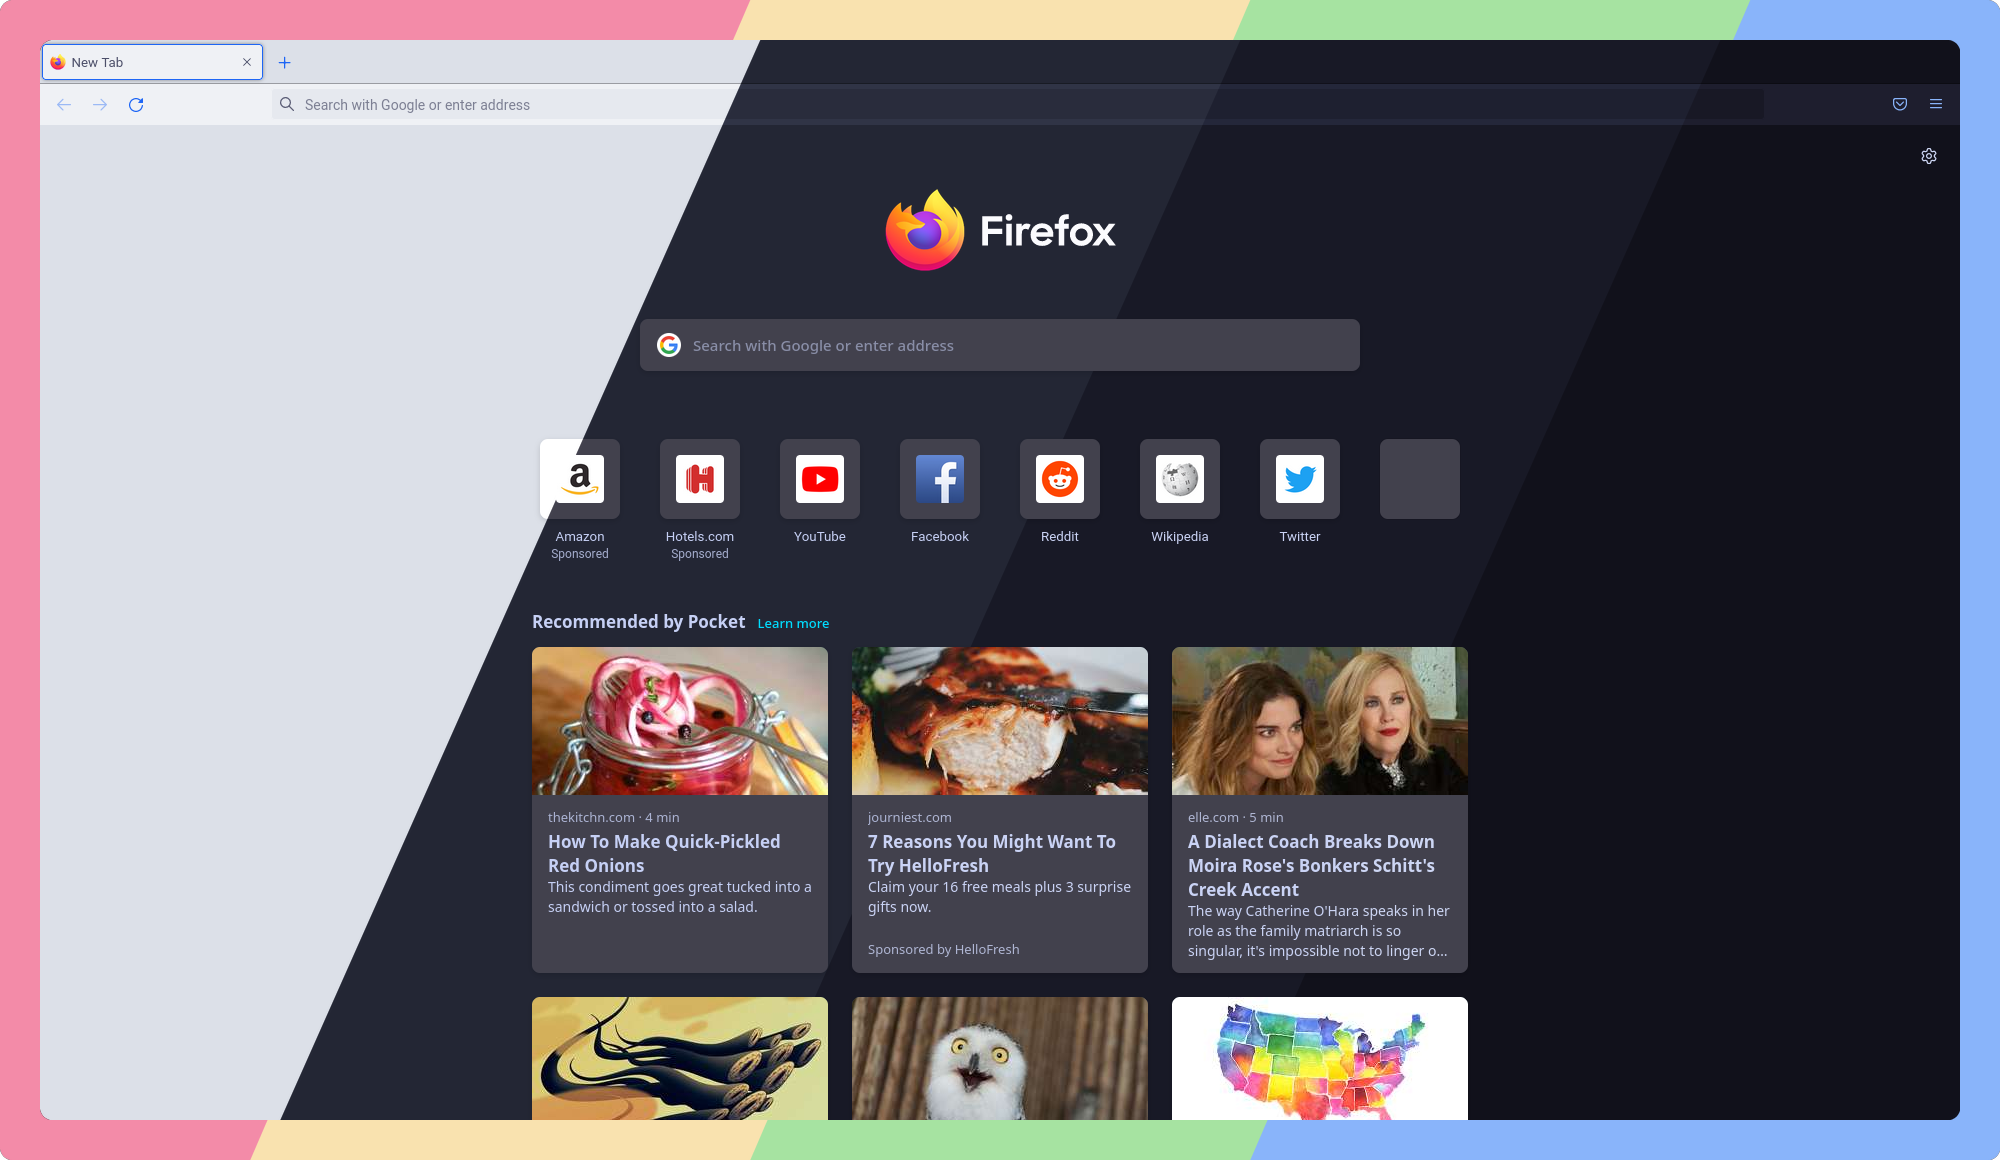 New Tab
Search with Google or enter address
Firefox
Search with Google or enter address
Amazon
Sponsored
Hotels.com
Sponsored
YouTube
Facebook
Reddit
Wikipedia
Twitter
Recommended by Pocket Learn more
thekitchn.com · 4 min
How To Make Quick-Pickled
Red Onions
This condiment goes great tucked into a
sandwich or tossed into a salad.
journiest.com
7 Reasons You Might Want To
Try HelloFresh
Claim your 16 free meals plus 3 surprise
gifts now.
Sponsored by HelloFresh
elle.com · 5 min
A Dialect Coach Breaks Down
Moira Rose's Bonkers Schitt's
Creek Accent
The way Catherine O'Hara speaks in her
role as the family matriarch is so
singular, it's impossible not to linger o...